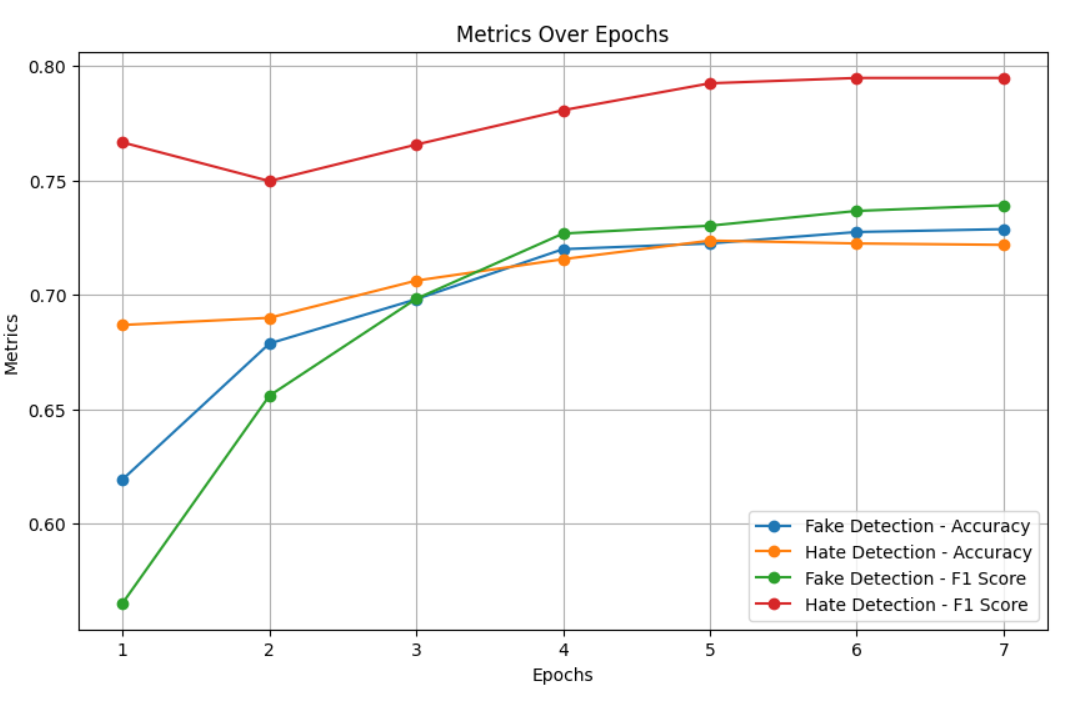 Metrics Over Epochs
Metrics
0.80
0.75
0.70
0.65
0.60
1 2 3 4 5 6 7
Epochs
Fake Detection - Accuracy
Hate Detection - Accuracy
Fake Detection - F1 Score
Hate Detection - F1 Score